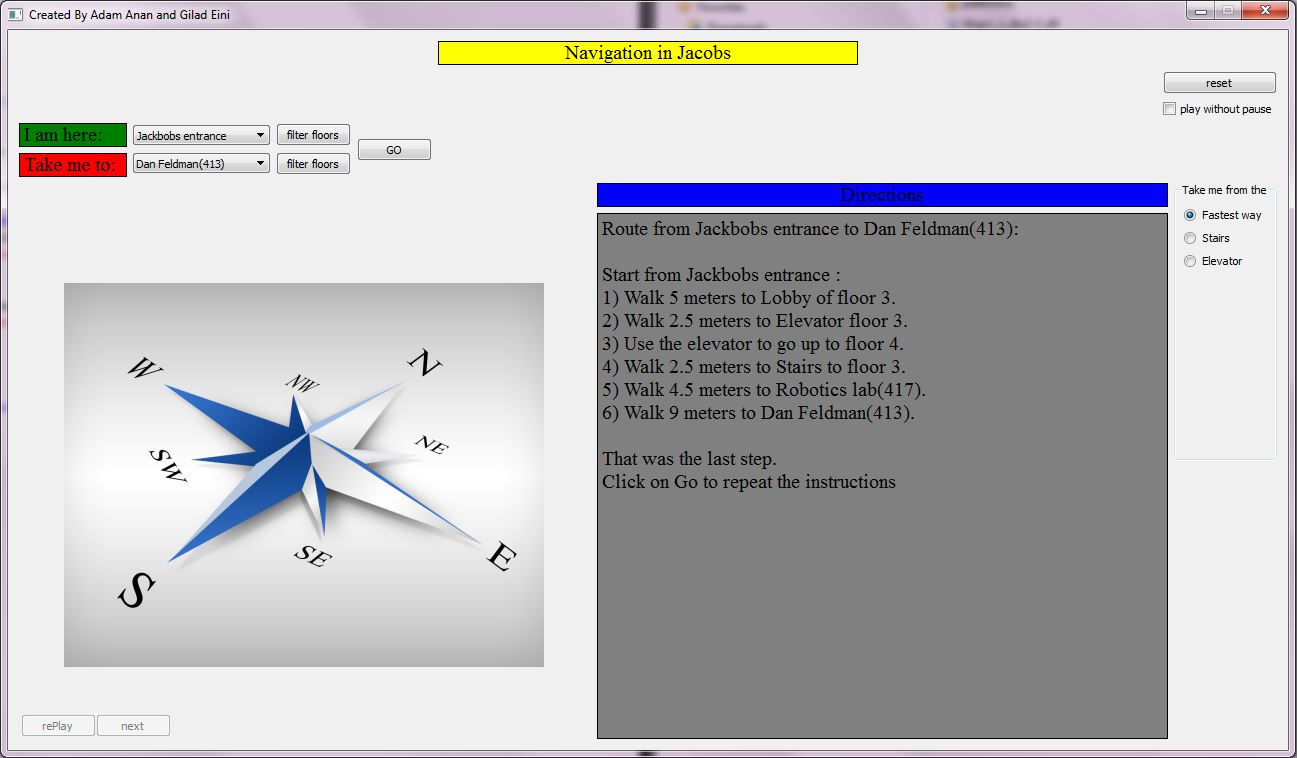 Created By Adam Anan and Gilad Eini
Navigation in Jacobs
reset
play without pause
I am here:
Jackbobs entrance
filter floors
GO
Take me to:
Dan Feldman(413)
filter floors
Directions
Take me from the
Fastest way
Stairs
Elevator
Route from Jackbobs entrance to Dan Feldman(413):
Start from Jackbobs entrance :
1) Walk 5 meters to Lobby of floor 3.
2) Walk 2.5 meters to Elevator floor 3.
3) Use the elevator to go up to floor 4.
4) Walk 2.5 meters to Stairs to floor 3.
5) Walk 4.5 meters to Robotics lab(417).
6) Walk 9 meters to Dan Feldman(413).
That was the last step.
Click on Go to repeat the instructions
W
NW
N
SW
NE
SE
E
S
rePlay
next